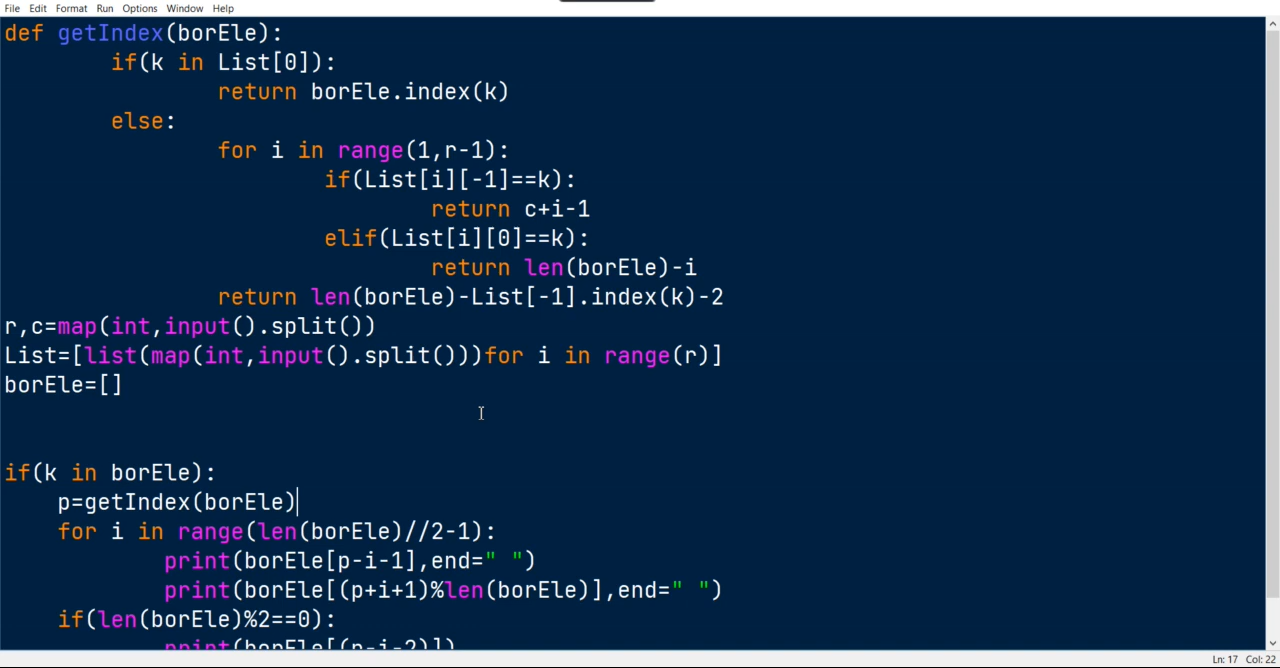 File Edit Format Run Options Window Help
def getIndex(borEle):
        if(k in List[0]):
                return borEle.index(k)
        else:
                for i in range(1,r-1):
                        if(List[i][-1]==k):
                                return c+i-1
                        elif(List[i][0]==k):
                                return len(borEle)-i
                return len(borEle)-List[-1].index(k)-2
r,c=map(int,input().split())
List=[list(map(int,input().split()))for i in range(r)]
borEle=[]
if(k in borEle):
    p=getIndex(borEle)
    for i in range(len(borEle)//2-1):
            print(borEle[p-i-1],end=" ")
            print(borEle[(p+i+1)%len(borEle)],end=" ")
    if(len(borEle)%2==0):
            print(borEle[(p-i-2)])
Ln: 17 Col: 22